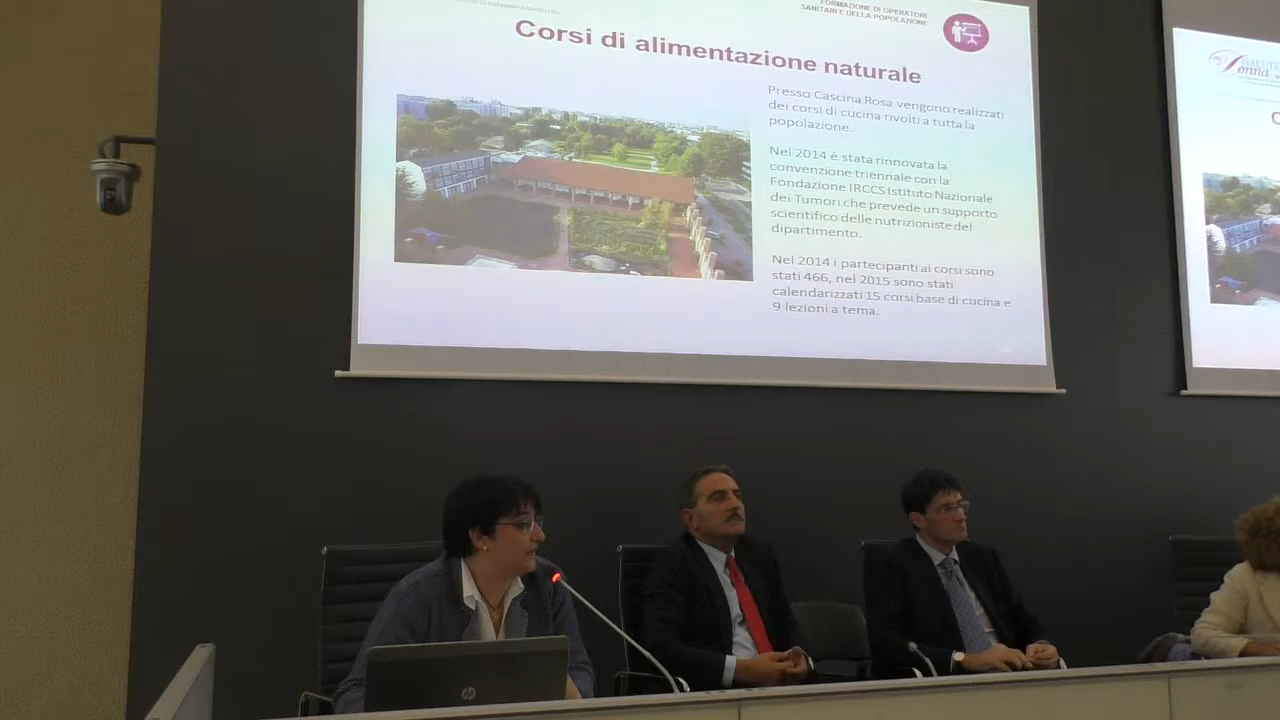 FORMAZIONE DI OPERATORI
SANITARI E DELLA POPOLAZIONE
Corsi di alimentazione naturale
Presso Cascina Rosa vengono realizzati
dei corsi di cucina rivolti a tutta la
popolazione.
Nel 2014 è stata rinnovata la
convenzione triennale con la
Fondazione IRCCS Istituto Nazionale
dei Tumori che prevede un supporto
scientifico delle nutrizioniste del
dipartimento.
Nel 2014 i partecipanti ai corsi sono
stati 466, nel 2015 sono stati
calendarizzati 15 corsi base di cucina e
9 lezioni a tema.
SALUTE
Donna
C
hp